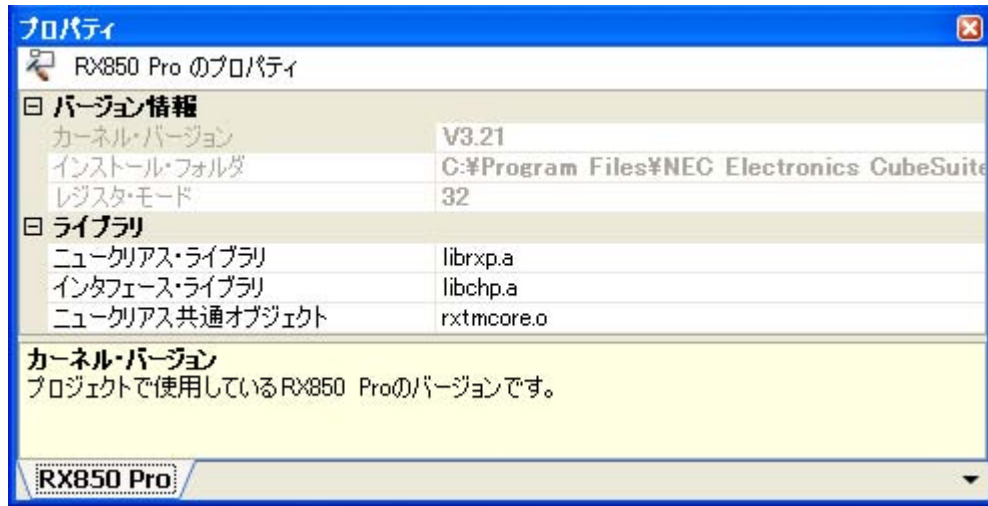 プロパティ
RX850 Pro のプロパティ
バージョン情報
カーネル・バージョン V3.21
インストール・フォルダ C:¥Program Files¥NEC Electronics CubeSuite
レジスタ・モード 32
ライブラリ
ニュークリアス・ライブラリ librxp.a
インタフェース・ライブラリ libchp.a
ニュークリアス共通オブジェクト rxtmcore.o
カーネル・バージョン
プロジェクトで使用しているRX850 Proのバージョンです。
RX850 Pro